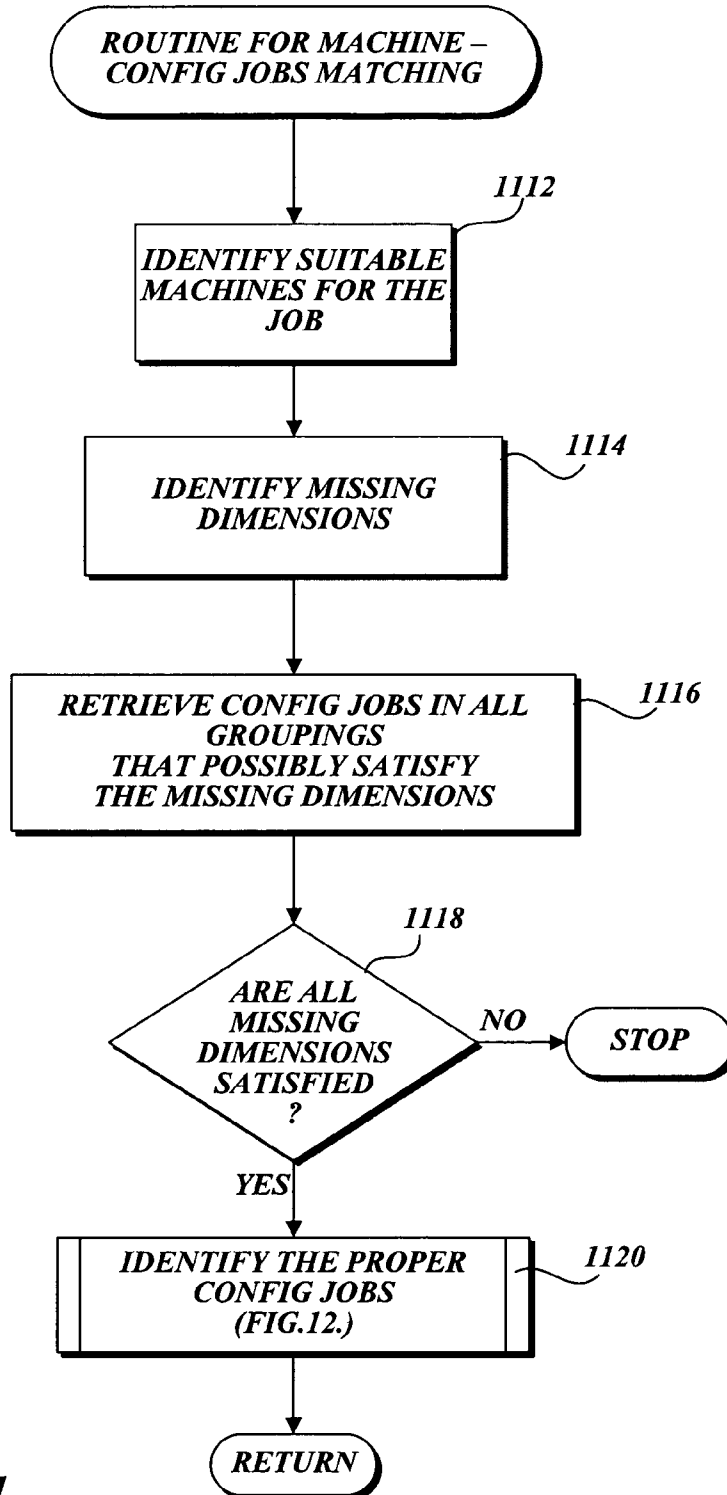 ROUTINE FOR MACHINE –
CONFIG JOBS MATCHING
1112
IDENTIFY SUITABLE
MACHINES FOR THE
JOB
1114
IDENTIFY MISSING
DIMENSIONS
1116
RETRIEVE CONFIG JOBS IN ALL
GROUPINGS
THAT POSSIBLY SATISFY
THE MISSING DIMENSIONS
1118
ARE ALL
MISSING
DIMENSIONS
SATISFIED
?
NO
STOP
YES
IDENTIFY THE PROPER
CONFIG JOBS
(FIG.12.)
1120
RETURN